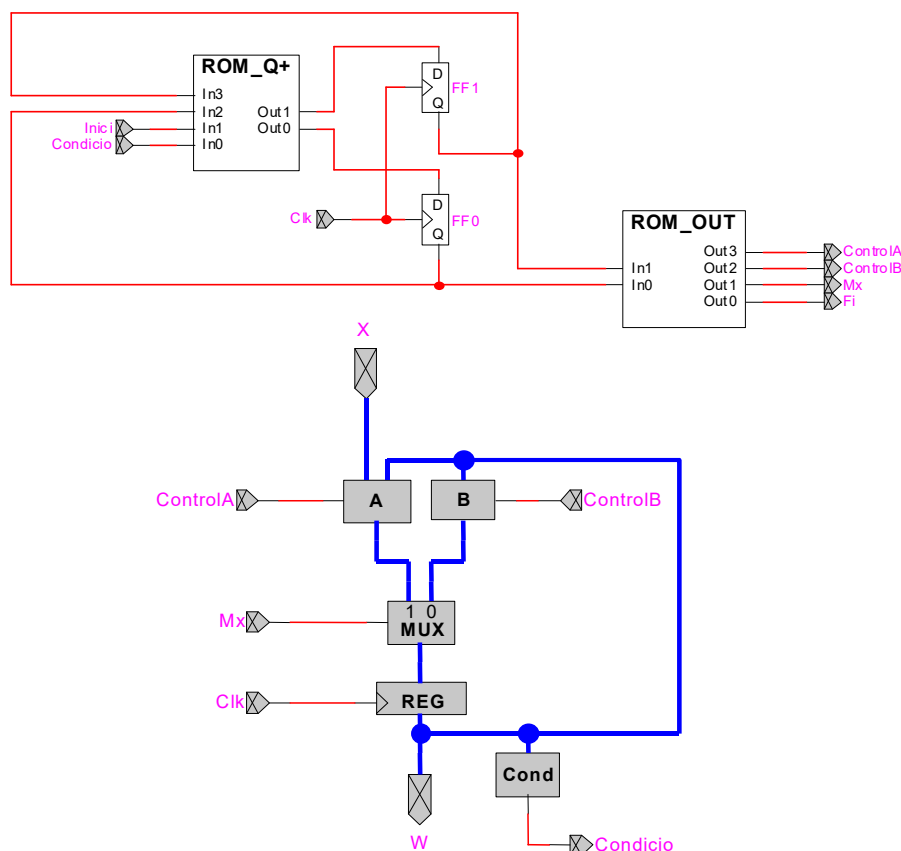 ROM_Q+
In3
In2
In1
In0
Out1
Out0
Inici
Condicio
D
Q
FF1
Clk
D
Q
FF0
ROM_OUT
In1
In0
Out3
Out2
Out1
Out0
ControlA
ControlB
Mx
Fi
X
ControlA
A
B
ControlB
Mx
1 0
MUX
Clk
REG
Cond
W
Condicio